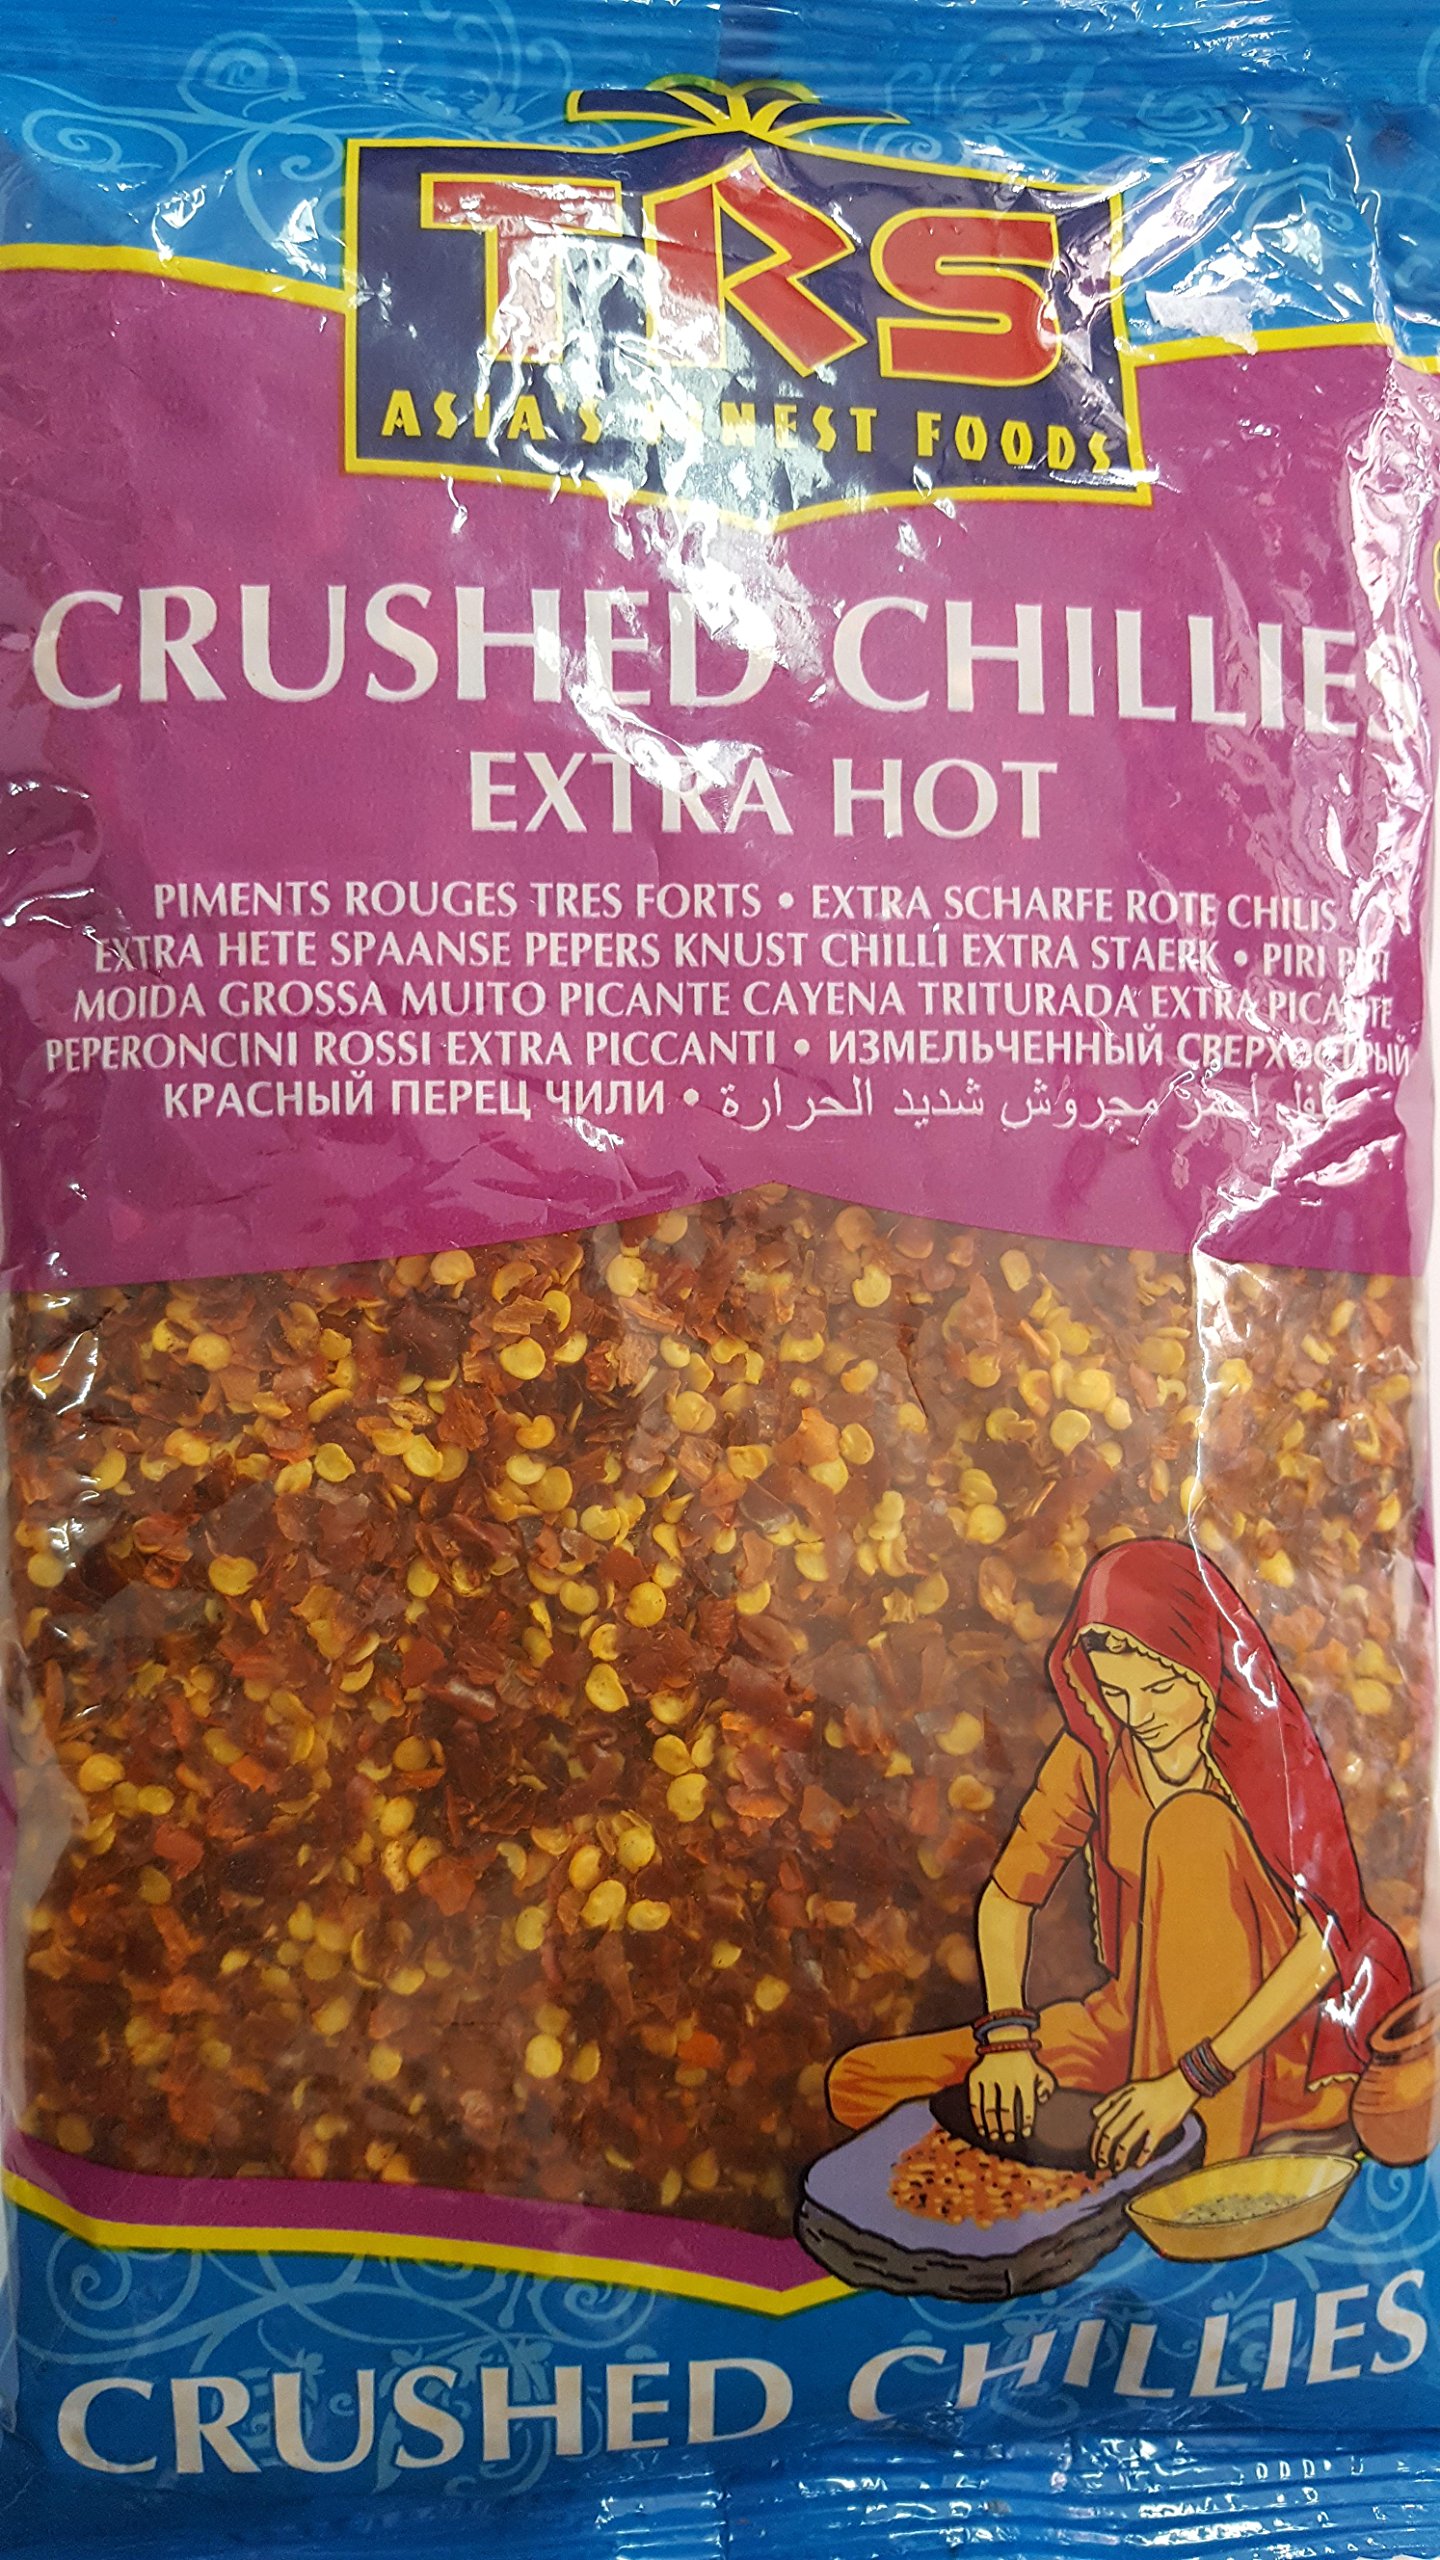 TRS
ASIA'S FINEST FOODS
CRUSHED CHILLIES
EXTRA HOT
PIMENTS ROUGES TRES FORTS • EXTRA SCHARFE ROTE CHILIS
EXTRA HETE SPAANSE PEPERS KNUST CHILLI EXTRA STAERK • PIRI PIRI
MOIDA GROSSA MUITO PICANTE CAYENA TRITURADA EXTRA PICANTE
PEPERONCINI ROSSI EXTRA PICCANTI • ИЗМЕЛЬЧЕННЫЙ СВЕРХОСТРЫЙ
КРАСНЫЙ ПЕРЕЦ ЧИЛИ • فلفل احمر مجروش شديد الحرارة
CRUSHED CHILLIES